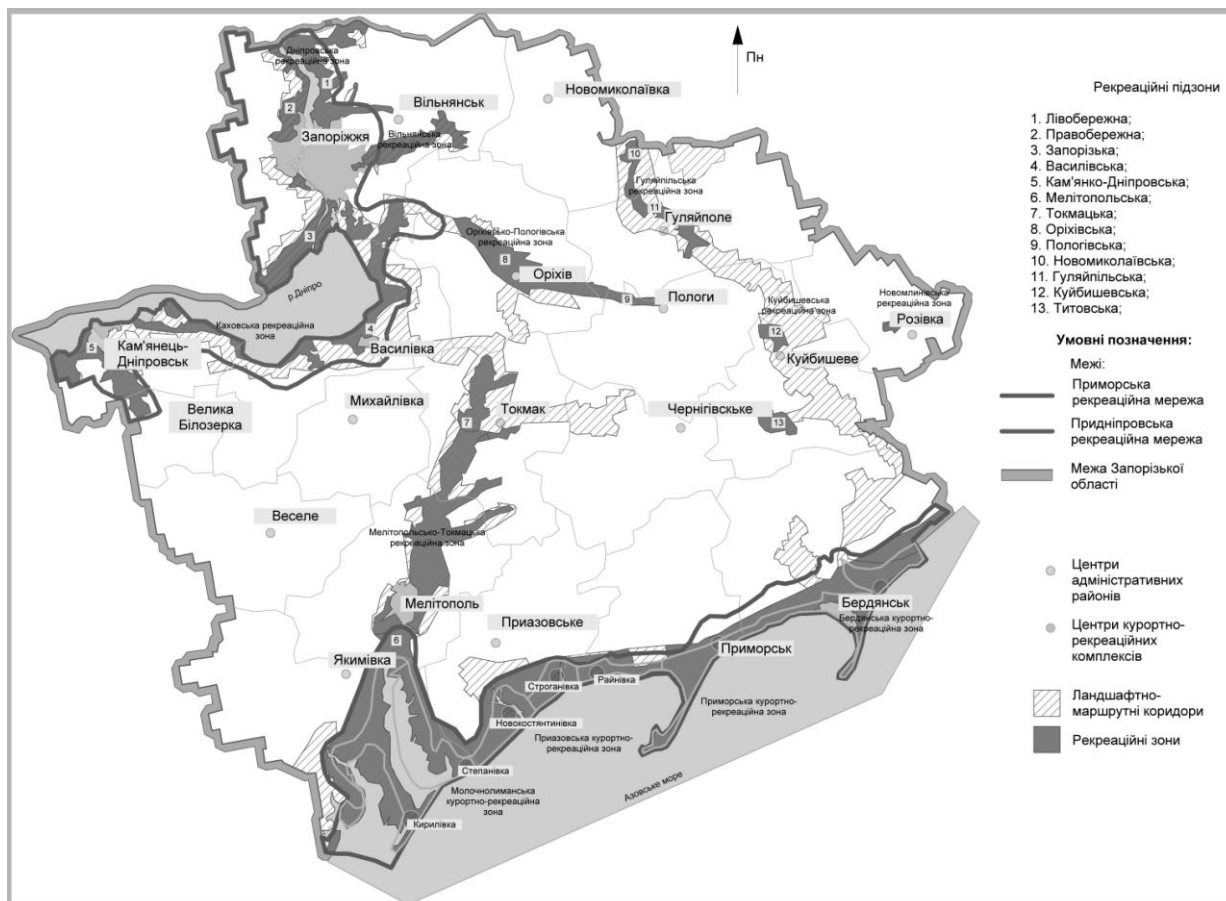 Дніпровська
рекреаційна зона
1
2
Запоріжжя
Вільнянськ
Вільнянська
рекреаційна зона
Новомиколаївка
Пн
10
Гуляйпільська
рекреаційна зона
11
Гуляйполе
3
Оріхівсько-Пологівська
рекреаційна зона
8
Оріхів
9
Пологи
р.Дніпро
Каховська рекреаційна
зона
4
Василівка
5
Кам'янець-
Дніпровськ
Велика
Білозерка
Куйбишевська
рекреаційна зона
12
Куйбишеве
Новомлинівська
рекреаційна зона
Розівка
Михайлівка
7
Токмак
Чернігівське
13
Веселе
Мелітопольсько-Токмацька
рекреаційна зона
Мелітополь
6
Якимівка
Приазовське
Бердянськ
Бердянська курортно-
рекреаційна зона
Приморськ
Строганівка
Райнівка
Новокостянтинівка
Приморська курортно-
рекреаційна зона
Приазовська курортно-
рекреаційна зона
Степанівка
Молочнолиманська
курортно-рекреаційна
зона
Кирилівка
Азовське море
Рекреаційні підзони
1. Лівобережна;
2. Правобережна;
3. Запорізька;
4. Василівська;
5. Кам'янко-Дніпровська;
6. Мелітопольська;
7. Токмацька;
8. Оріхівська;
9. Пологівська;
10. Новомиколаївська;
11. Гуляйпільська;
12. Куйбишевська;
13. Титовська;
Умовні позначення:
Межі:
Приморська
рекреаційна мережа
Придніпровська
рекреаційна мережа
Межа Запорізької
області
Центри
адміністративних
районів
Центри курортно-
рекреаційних
комплексів
Ландшафтно-
маршрутні коридори
Рекреаційні зони